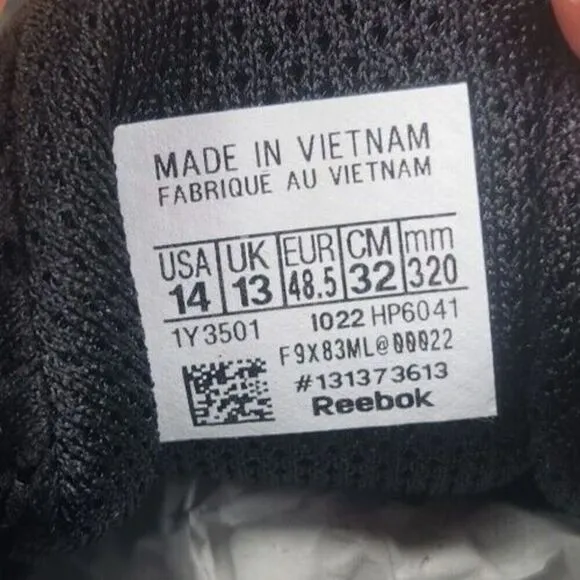 MADE IN VIETNAM
FABRIQUE AU VIETNAM
USA UK EUR CM mm
14 13 48.5 32 320
1Y3501 1022 HP6041
F9X83ML@00022
#131373613
Reebok